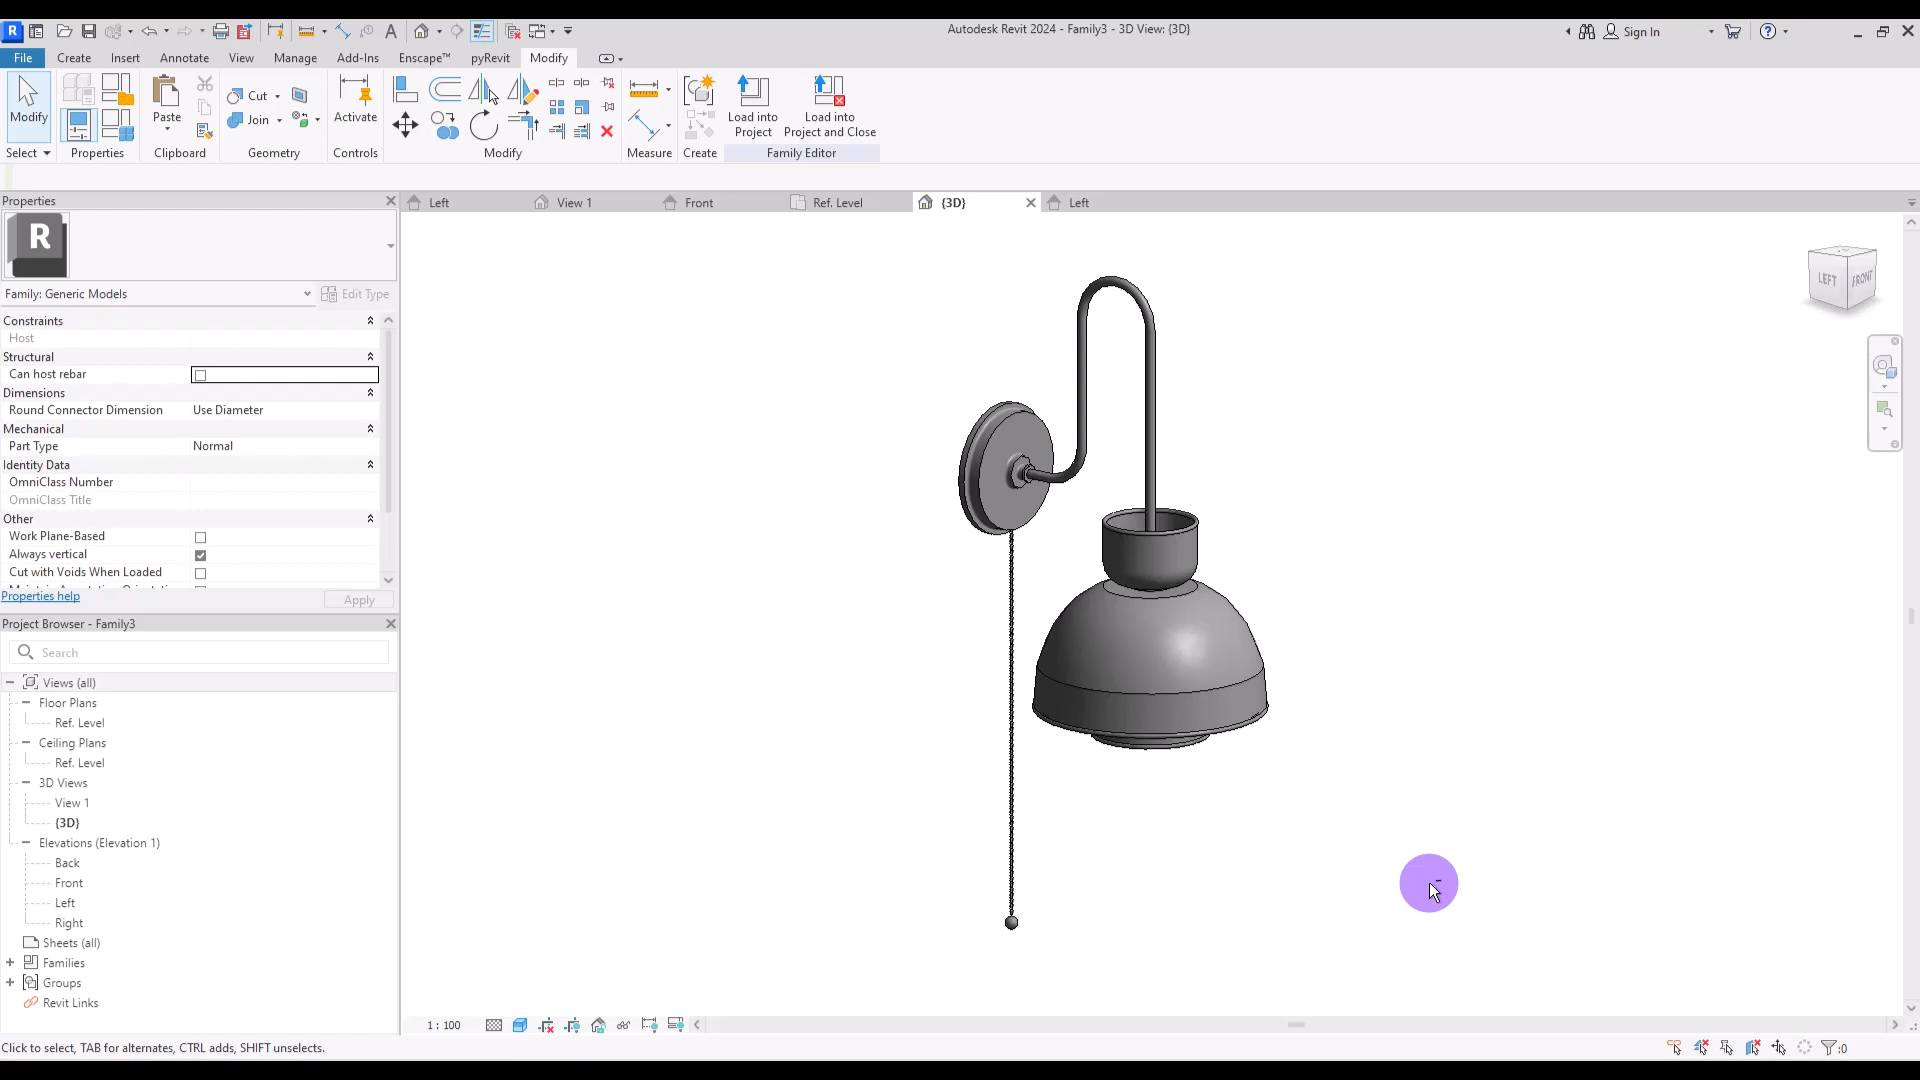 Autodesk Revit 2024 - Family3 - 3D View: {3D}
Sign In
File Create Insert Annotate View Manage Add-Ins Enscape™ pyRevit Modify
Modify
Paste
Cut
Join
Activate
Load into Project
Load into Project and Close
Select Properties Clipboard Geometry Controls Modify Measure Create Family Editor
Properties
Left View 1 Front Ref. Level {3D} Left
R
Family: Generic Models
Edit Type
Constraints
Host
Structural
Can host rebar
Dimensions
Round Connector Dimension Use Diameter
Mechanical
Part Type Normal
Identity Data
OmniClass Number
OmniClass Title
Other
Work Plane-Based
Always vertical
Cut with Voids When Loaded
Properties help
Apply
Project Browser - Family3
Search
Views (all)
Floor Plans
Ref. Level
Ceiling Plans
Ref. Level
3D Views
View 1
{3D}
Elevations (Elevation 1)
Back
Front
Left
Right
Sheets (all)
Families
Groups
Revit Links
LEFT FRONT
1 : 100
Click to select, TAB for alternates, CTRL adds, SHIFT unselects.
:0